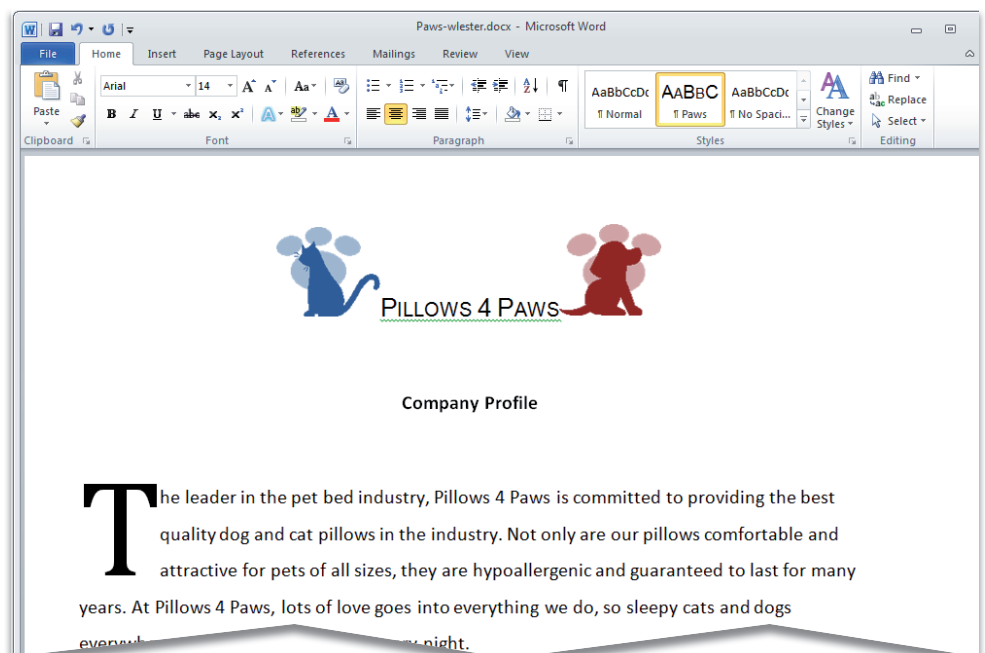 Paws-wlester.docx - Microsoft Word
File Home Insert Page Layout References Mailings Review View
Paste
Arial 14
Aa
B I U abc x₂ x² A ab A
AaBbCcDc AaBbC AaBbCcDc
¶ Normal ¶ Paws ¶ No Spaci...
Change
Styles
Find
Replace
Select
Clipboard Font Paragraph Styles Editing
Pillows 4 Paws
Company Profile
The leader in the pet bed industry, Pillows 4 Paws is committed to providing the best
quality dog and cat pillows in the industry. Not only are our pillows comfortable and
attractive for pets of all sizes, they are hypoallergenic and guaranteed to last for many
years. At Pillows 4 Paws, lots of love goes into everything we do, so sleepy cats and dogs
night.